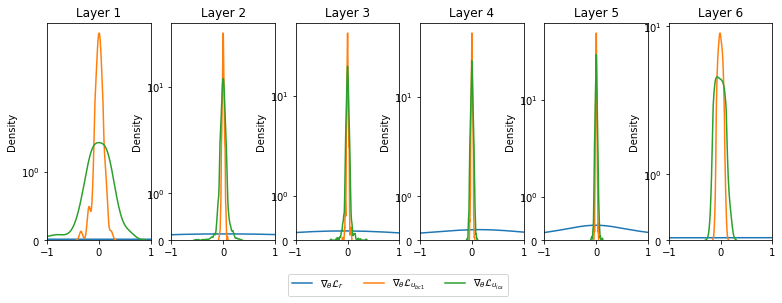 Layer 1 Layer 2 Layer 3 Layer 4 Layer 5 Layer 6
Density Density Density Density Density Density
10⁰ 0 10¹ 10⁰ 0 10¹ 10⁰ 0 10¹ 10⁰ 0 10¹ 10⁰ 0 10¹ 10⁰ 0
−1 0 1 −1 0 1 −1 0 1 −1 0 1 −1 0 1 −1 0 1
∇θℒr ∇θℒu_bc1 ∇θℒu_ics